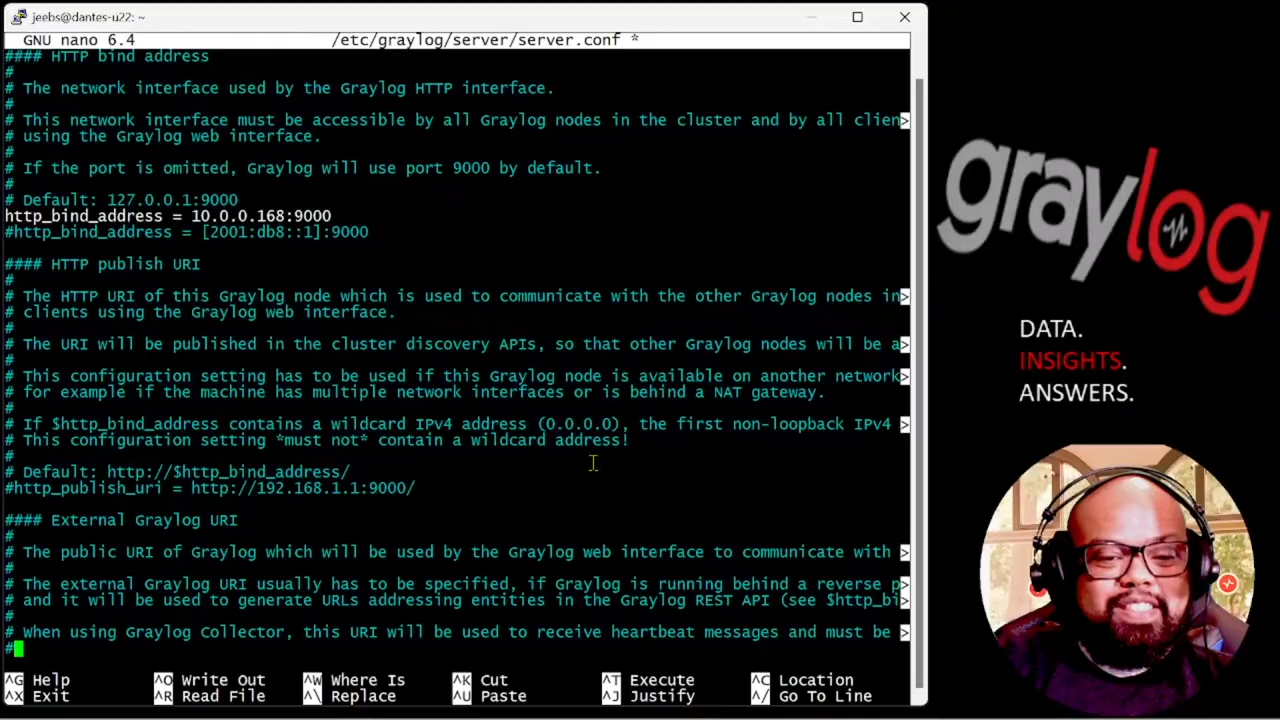 jeebs@dantes-u22: ~
GNU nano 6.4 /etc/graylog/server/server.conf *
#### HTTP bind address
#
# The network interface used by the Graylog HTTP interface.
#
# This network interface must be accessible by all Graylog nodes in the cluster and by all clien>
# using the Graylog web interface.
#
# If the port is omitted, Graylog will use port 9000 by default.
#
# Default: 127.0.0.1:9000
http_bind_address = 10.0.0.168:9000
#http_bind_address = [2001:db8::1]:9000
#### HTTP publish URI
#
# The HTTP URI of this Graylog node which is used to communicate with the other Graylog nodes in>
# clients using the Graylog web interface.
#
# The URI will be published in the cluster discovery APIs, so that other Graylog nodes will be a>
#
# This configuration setting has to be used if this Graylog node is available on another network>
# for example if the machine has multiple network interfaces or is behind a NAT gateway.
#
# If $http_bind_address contains a wildcard IPv4 address (0.0.0.0), the first non-loopback IPv4 >
# This configuration setting *must not* contain a wildcard address!
#
# Default: http://$http_bind_address/
#http_publish_uri = http://192.168.1.1:9000/
#### External Graylog URI
#
# The public URI of Graylog which will be used by the Graylog web interface to communicate with >
#
# The external Graylog URI usually has to be specified, if Graylog is running behind a reverse p>
# and it will be used to generate URLs addressing entities in the Graylog REST API (see $http_bi>
#
# When using Graylog Collector, this URI will be used to receive heartbeat messages and must be >
#
^G Help ^O Write Out ^W Where Is ^K Cut ^T Execute ^C Location
^X Exit ^R Read File ^\ Replace ^U Paste ^J Justify ^/ Go To Line
graylog
DATA.
INSIGHTS.
ANSWERS.